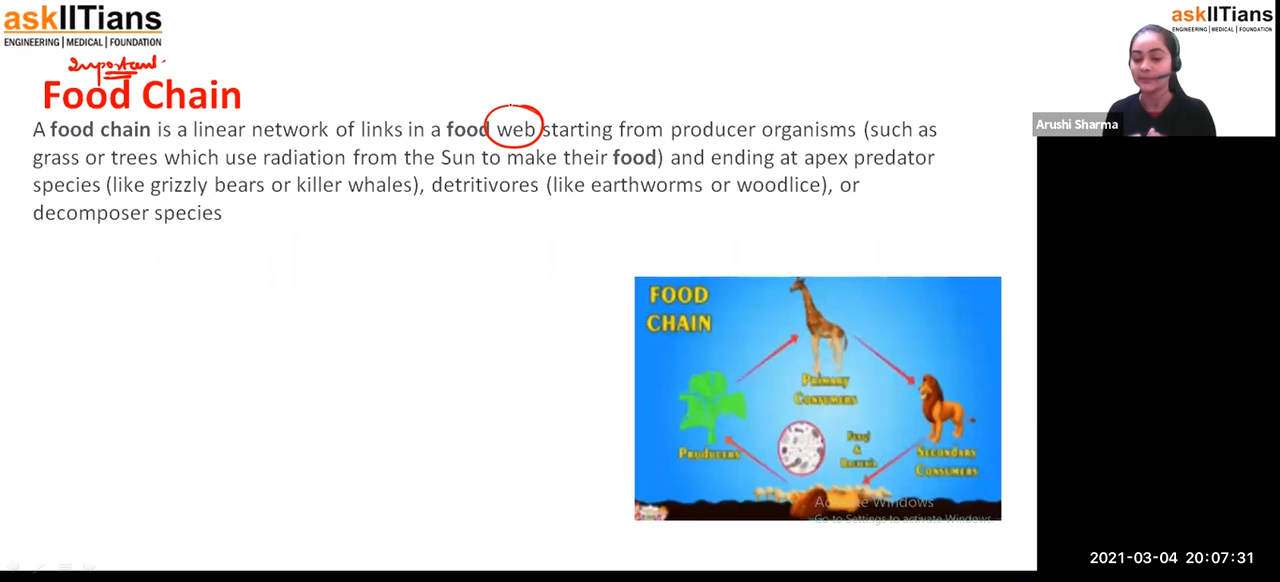 askIITians
ENGINEERING | MEDICAL | FOUNDATION
Important
Food Chain
A food chain is a linear network of links in a food web starting from producer organisms (such as
grass or trees which use radiation from the Sun to make their food) and ending at apex predator
species (like grizzly bears or killer whales), detritivores (like earthworms or woodlice), or
decomposer species
FOOD
CHAIN
PRIMARY
CONSUMERS
PRODUCERS
Fungi
&
Bacteria
SECONDARY
CONSUMERS
Activate Windows
Go to Settings to activate Windows.
askIITians
ENGINEERING | MEDICAL | FOUNDATION
Arushi Sharma
2021-03-04 20:07:31